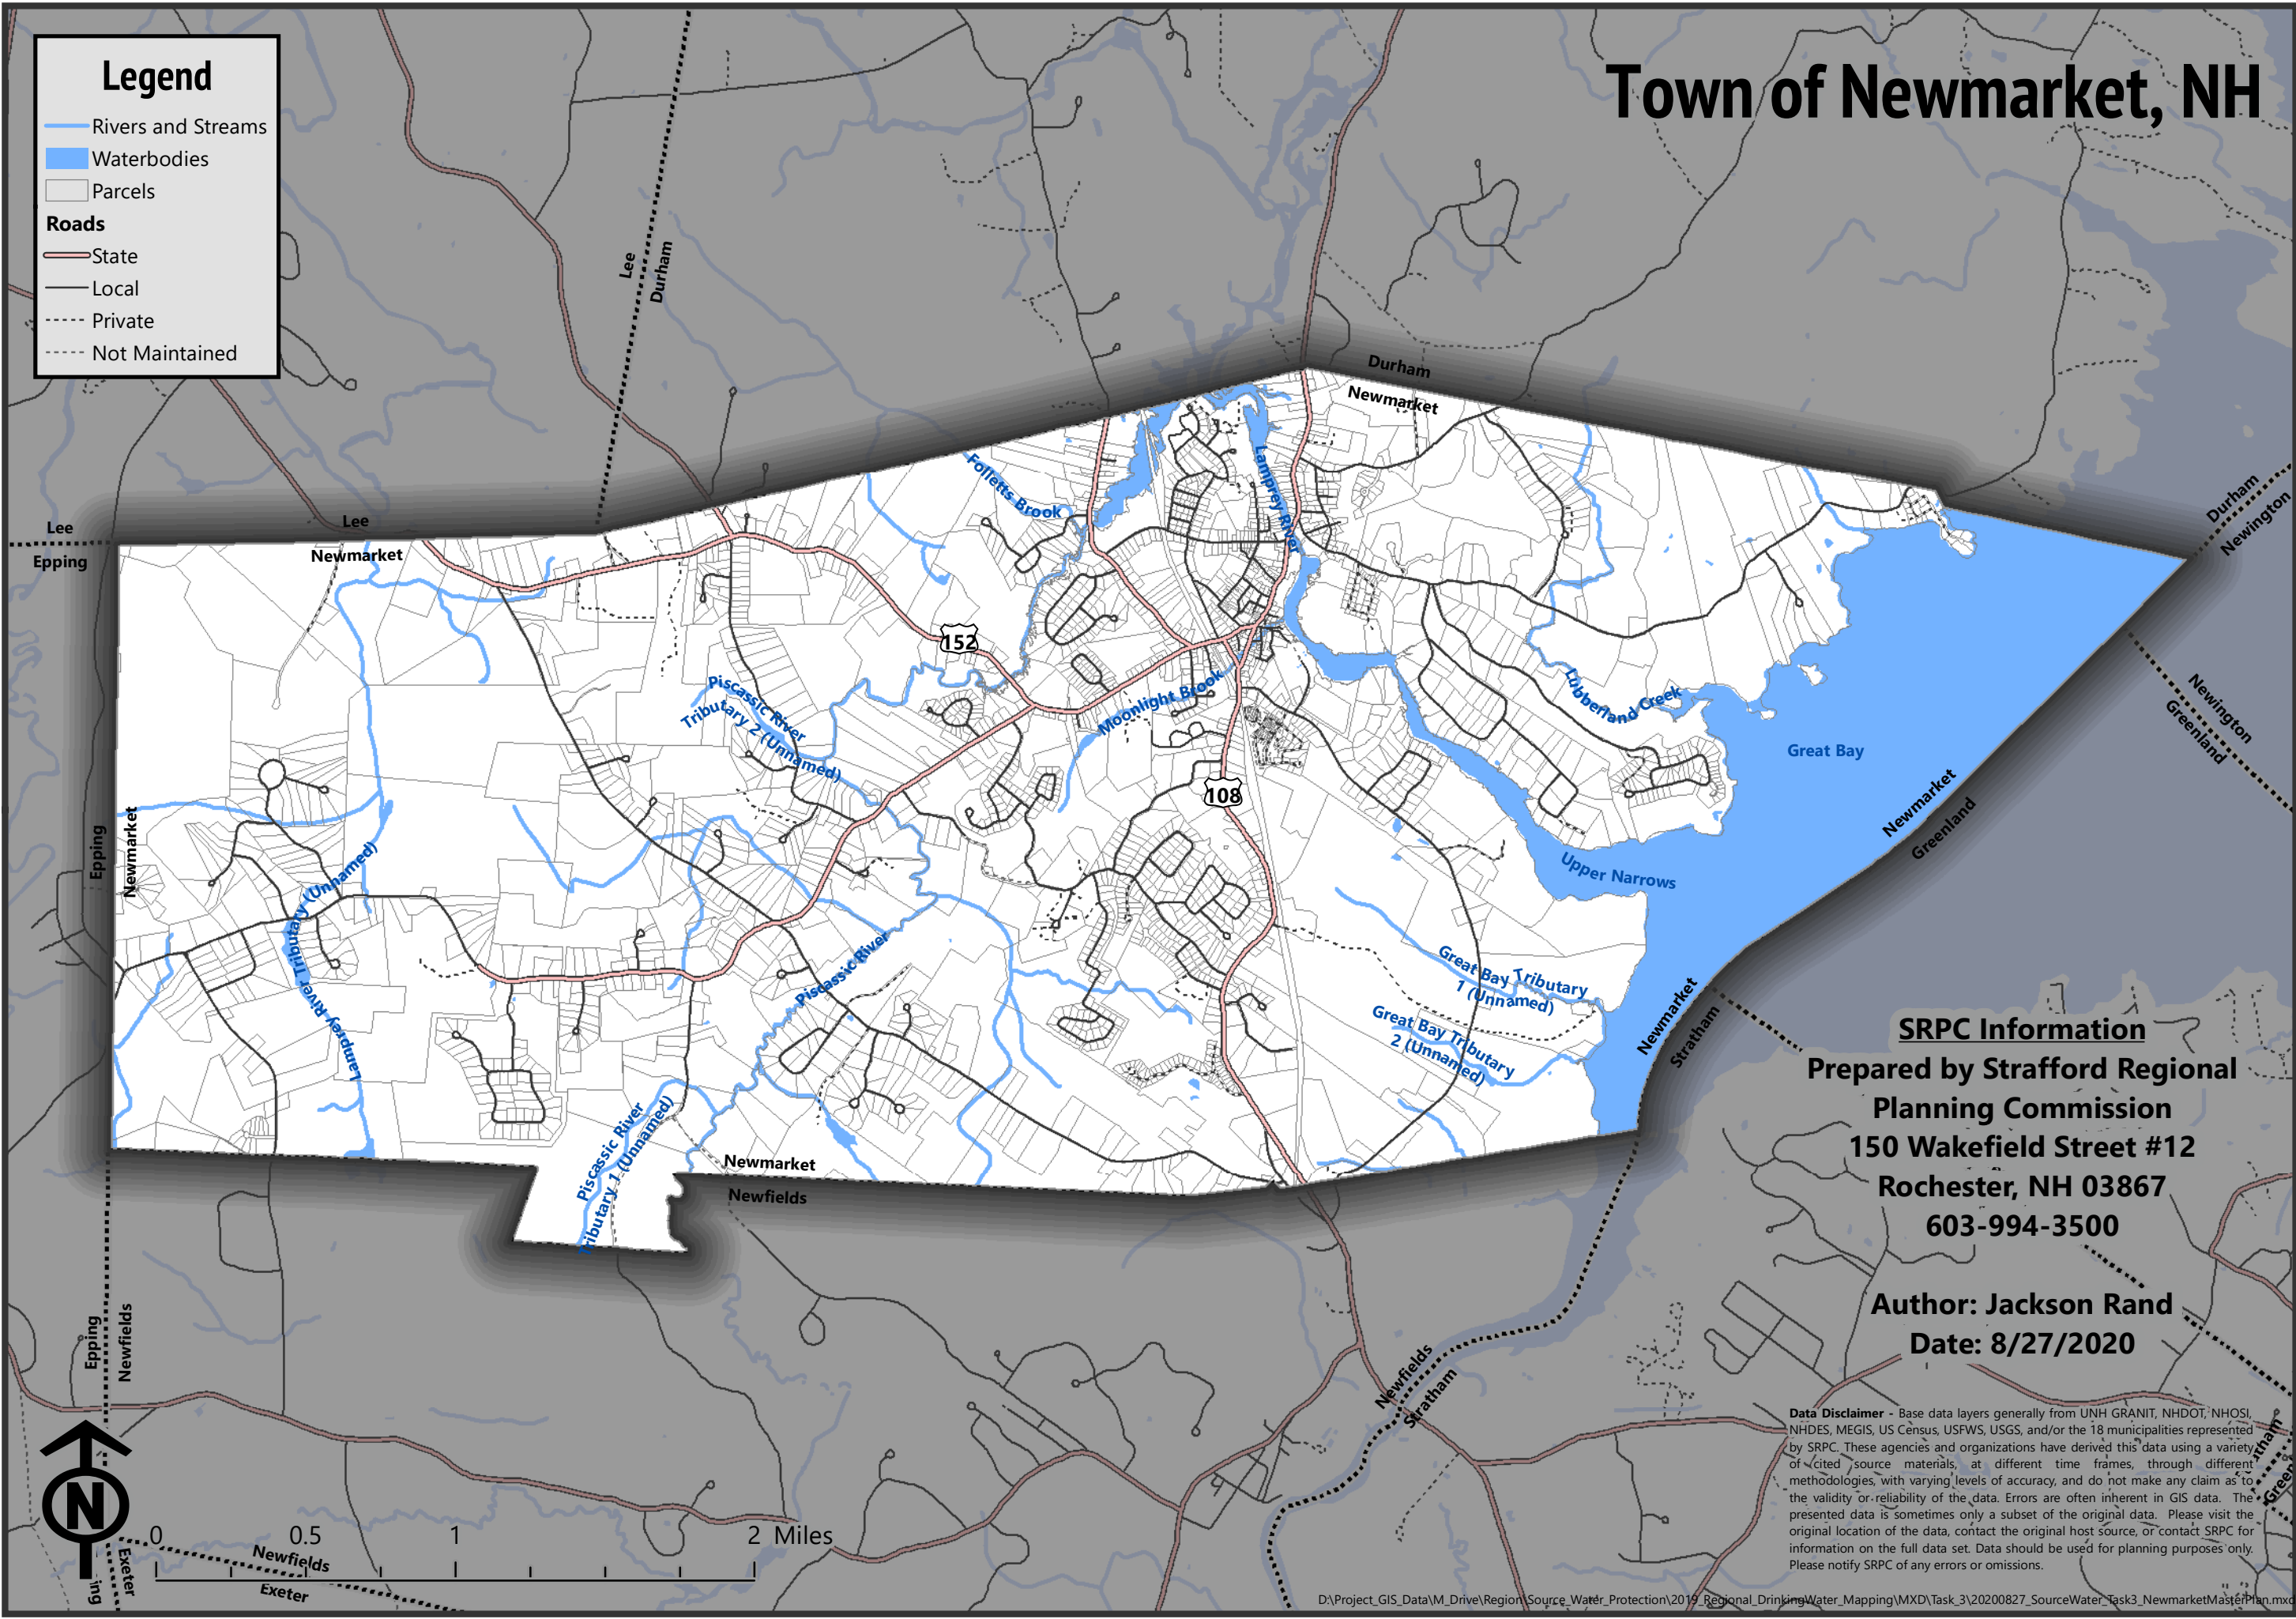 Town of Newmarket, NH
Legend
Rivers and Streams
Waterbodies
Parcels
Roads
State
Local
Private
Not Maintained
Lee
Durham
Durham
Newmarket
Lee
Epping
Lee
Newmarket
Durham
Newington
Newington
Greenland
Follets Brook
Lamprey River
152
Piscassic River
Tributary 2 (Unnamed)
Moonlight Brook
Lubberland Creek
Great Bay
108
Newmarket
Greenland
Upper Narrows
Epping
Newmarket
Lamprey River Tributary (Unnamed)
Piscassic River
Great Bay Tributary
1 (Unnamed)
Great Bay Tributary
2 (Unnamed)
Newmarket
Stratham
Piscassic River
Tributary 1 (Unnamed)
Newmarket
Newfields
Epping
Newfields
Newfields
Stratham
SRPC Information
Prepared by Strafford Regional
Planning Commission
150 Wakefield Street #12
Rochester, NH 03867
603-994-3500
Author: Jackson Rand
Date: 8/27/2020
Data Disclaimer - Base data layers generally from UNH GRANIT, NHDOT, NHOSI,
NHDES, MEGIS, US Census, USFWS, USGS, and/or the 18 municipalities represented
by SRPC. These agencies and organizations have derived this data using a variety
of cited source materials, at different time frames, through different
methodologies, with varying levels of accuracy, and do not make any claim as to
the validity or reliability of the data. Errors are often inherent in GIS data. The
presented data is sometimes only a subset of the original data. Please visit the
original location of the data, contact the original host source, or contact SRPC for
information on the full data set. Data should be used for planning purposes only.
Please notify SRPC of any errors or omissions.
N
0 0.5 1 2 Miles
Newfields
Exeter
Exeter
D:\Project_GIS_Data\M_Drive\Region\Source_Water_Protection\2019_Regional_DrinkingWater_Mapping\MXD\Task_3\20200827_SourceWater_Task3_NewmarketMasterPlan.mxd